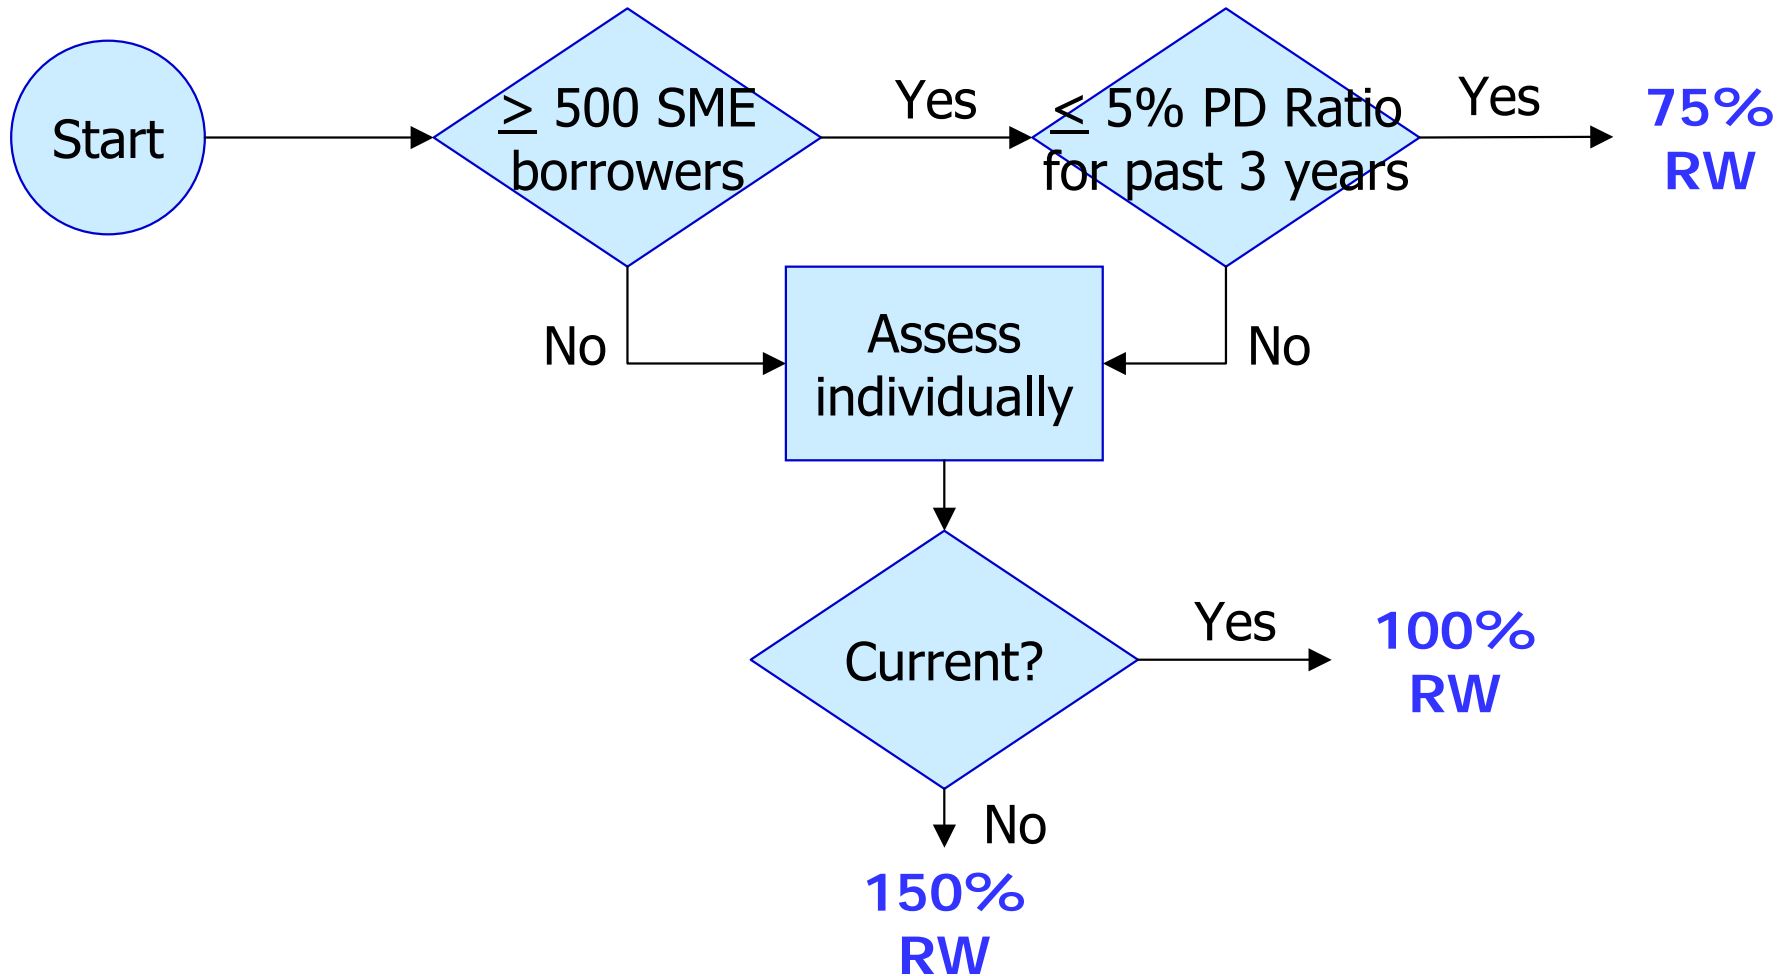 Start
≥ 500 SME
borrowers
Yes
≤ 5% PD Ratio
for past 3 years
Yes
75%
RW
No
Assess
individually
No
Current?
Yes
100%
RW
No
150%
RW